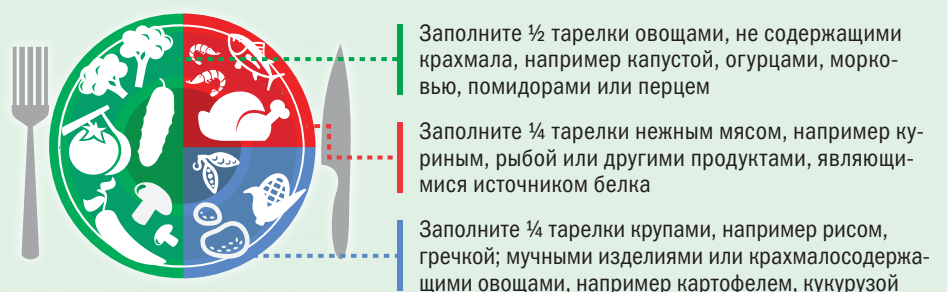 Заполните ½ тарелки овощами, не содержащими
крахмала, например капустой, огурцами, морко-
вью, помидорами или перцем
Заполните ¼ тарелки нежным мясом, например ку-
риным, рыбой или другими продуктами, являющи-
мися источником белка
Заполните ¼ тарелки крупами, например рисом,
гречкой; мучными изделиями или крахмалосодержа-
щими овощами, например картофелем, кукурузой